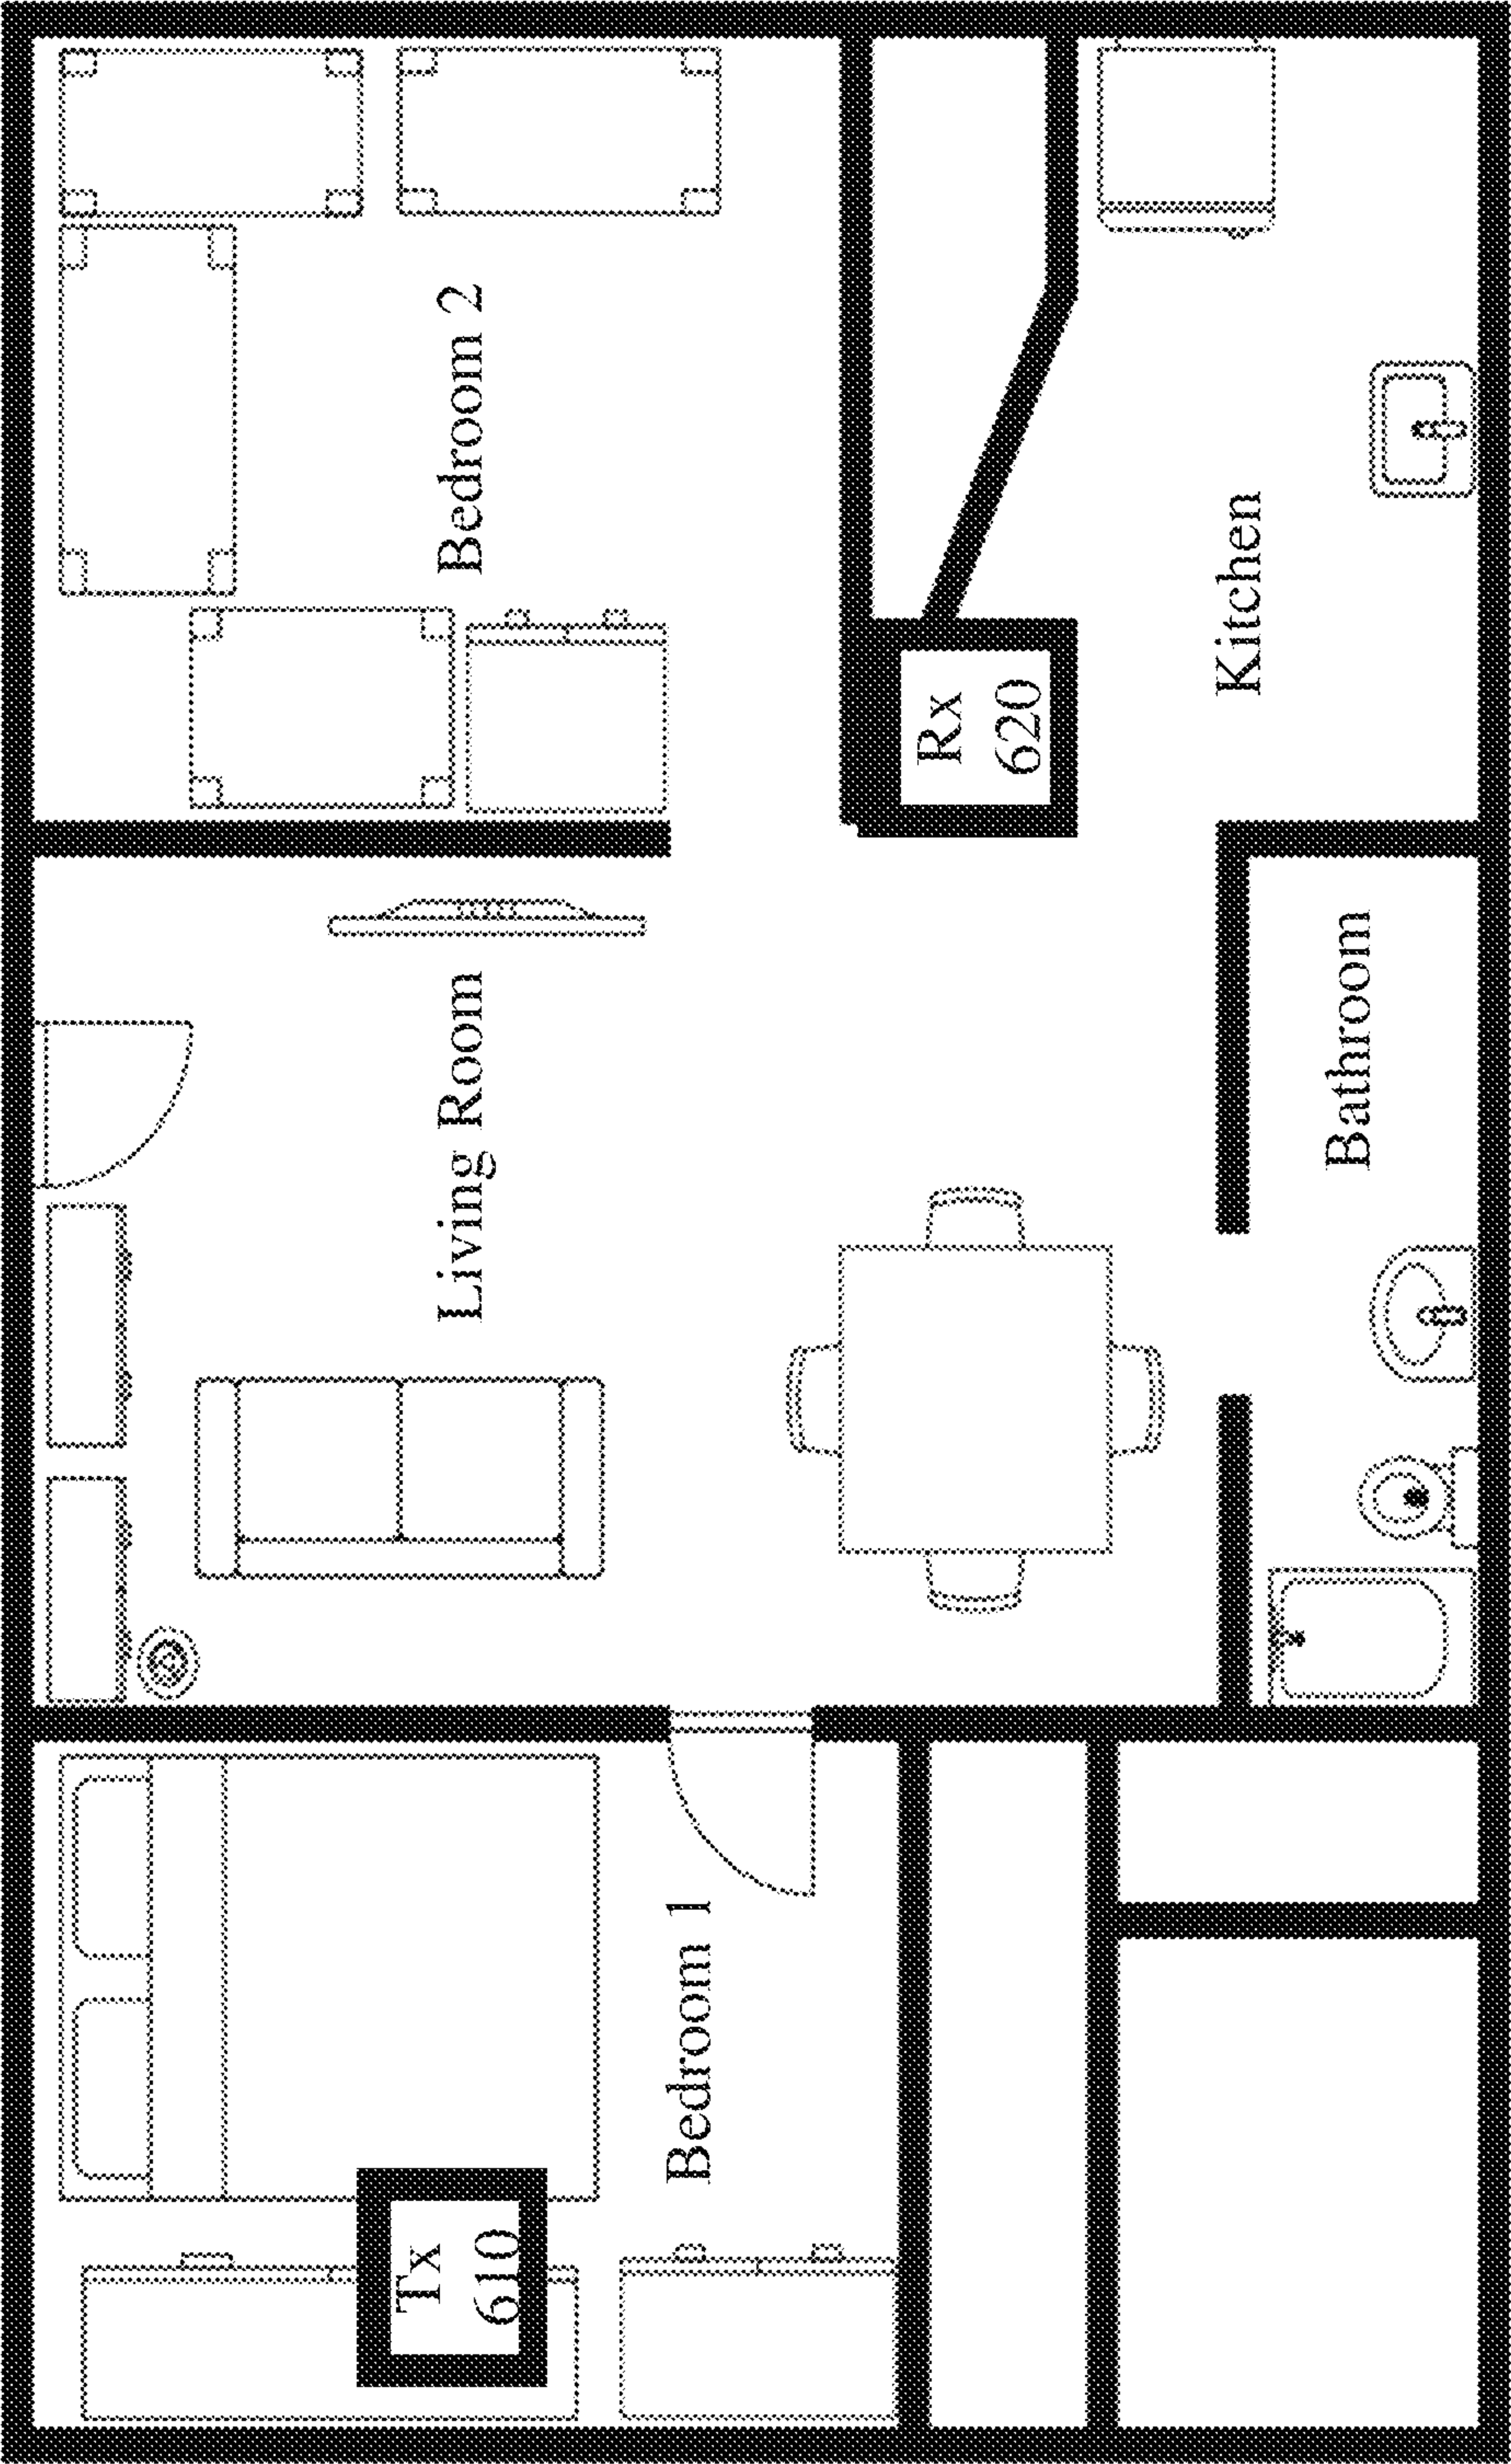 Bedroom 1
Tx
610
Living Room
Bathroom
Bedroom 2
Rx
620
Kitchen